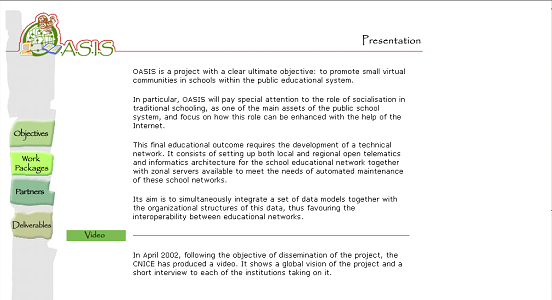 OASIS
Presentation
OASIS is a project with a clear ultimate objective: to promote small virtual
communities in schools within the public educational system.
In particular, OASIS will pay special attention to the role of socialisation in
traditional schooling, as one of the main assets of the public school
system, and focus on how this role can be enhanced with the help of the
Internet.
This final educational outcome requires the development of a technical
network. It consists of setting up both local and regional open telematics
and informatics architecture for the school educational network together
with zonal servers available to meet the needs of automated maintenance
of these school networks.
Its aim is to simultaneously integrate a set of data models together with
the organizational structures of this data, thus favouring the
interoperability between educational networks.
Objectives
Work
Packages
Partners
Deliverables
Video
In April 2002, following the objective of dissemination of the project, the
CNICE has produced a video. It shows a global vision of the project and a
short interview to each of the institutions taking on it.